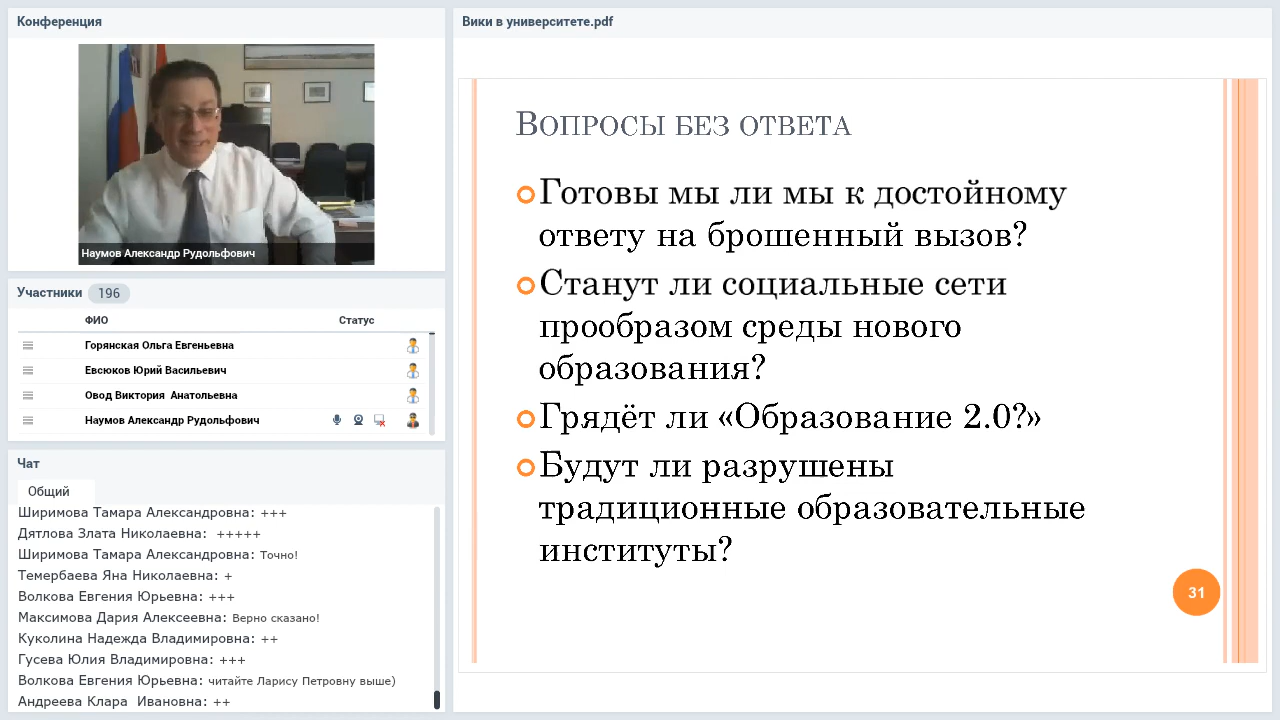 Конференция
Наумов Александр Рудольфович
Участники 196
ФИО Статус
Горянская Ольга Евгеньевна
Евсюков Юрий Васильевич
Овод Виктория Анатольевна
Наумов Александр Рудольфович
Чат
Общий
Ширимова Тамара Александровна: +++
Дятлова Злата Николаевна: +++++
Ширимова Тамара Александровна: Точно!
Темербаева Яна Николаевна: +
Волкова Евгения Юрьевна: +++
Максимова Дария Алексеевна: Верно сказано!
Куколина Надежда Владимировна: ++
Гусева Юлия Владимировна: +++
Волкова Евгения Юрьевна: читайте Ларису Петровну выше)
Андреева Клара Ивановна: ++
Вики в университете.pdf
Вопросы без ответа
Готовы мы ли мы к достойному
ответу на брошенный вызов?
Станут ли социальные сети
прообразом среды нового
образования?
Грядёт ли «Образование 2.0?»
Будут ли разрушены
традиционные образовательные
институты?
31